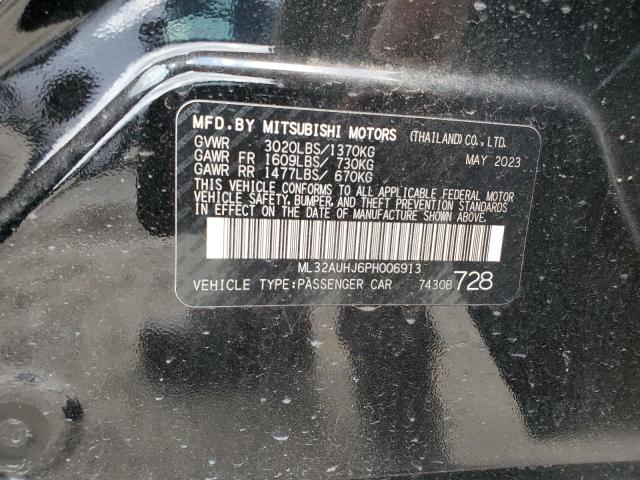 MFD.BY MITSUBISHI MOTORS (THAILAND) CO., LTD.
GVWR 3020LBS/1370KG MAY 2023
GAWR FR 1609LBS/ 730KG
GAWR RR 1477LBS/ 670KG
THIS VEHICLE CONFORMS TO ALL APPLICABLE FEDERAL MOTOR
VEHICLE SAFETY, BUMPER, AND THEFT PREVENTION STANDARDS
IN EFFECT ON THE DATE OF MANUFACTURE SHOWN ABOVE.
ML32AUHJ6PH006913
VEHICLE TYPE:PASSENGER CAR 7430B 728